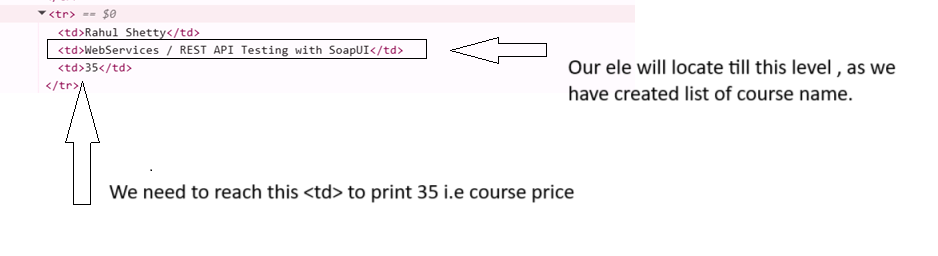 ▼<tr> == $0
<td>Rahul Shetty</td>
<td>WebServices / REST API Testing with SoapUI</td>
<td>35</td>
</tr>
Our ele will locate till this level , as we
have created list of course name.
We need to reach this <td> to print 35 i.e course price